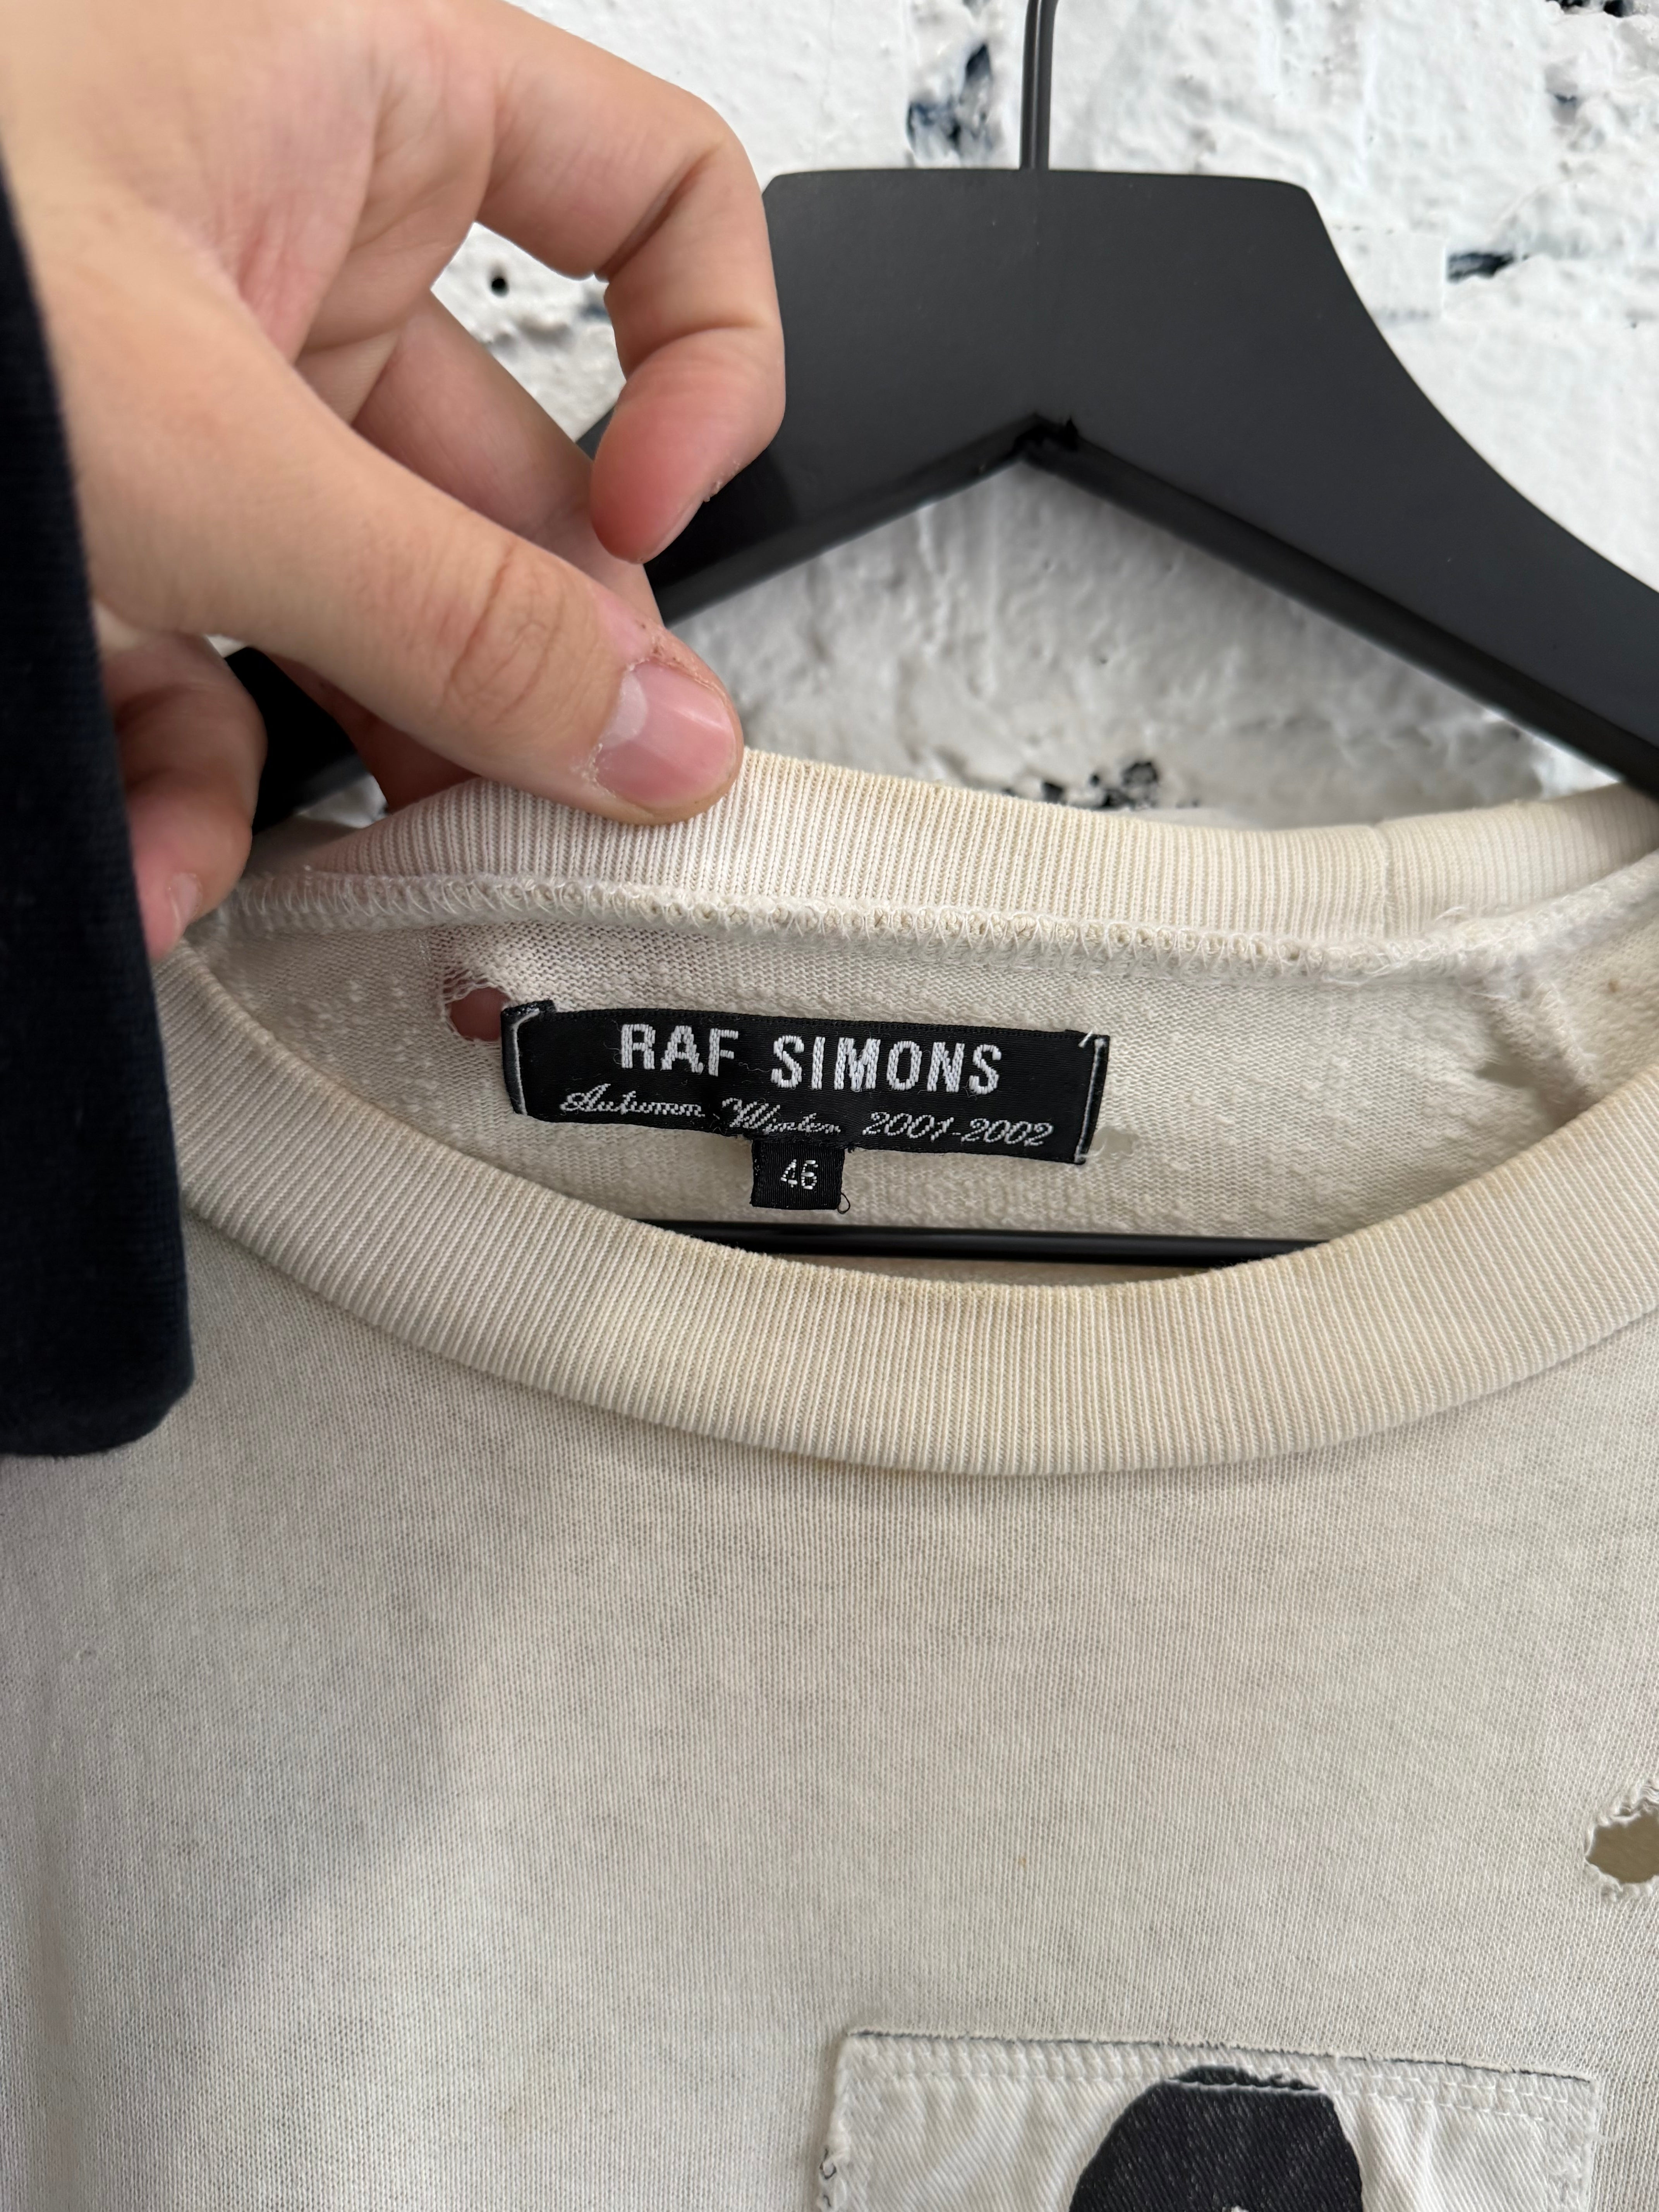 RAF SIMONS
Autumn Winter 2001-2002
46